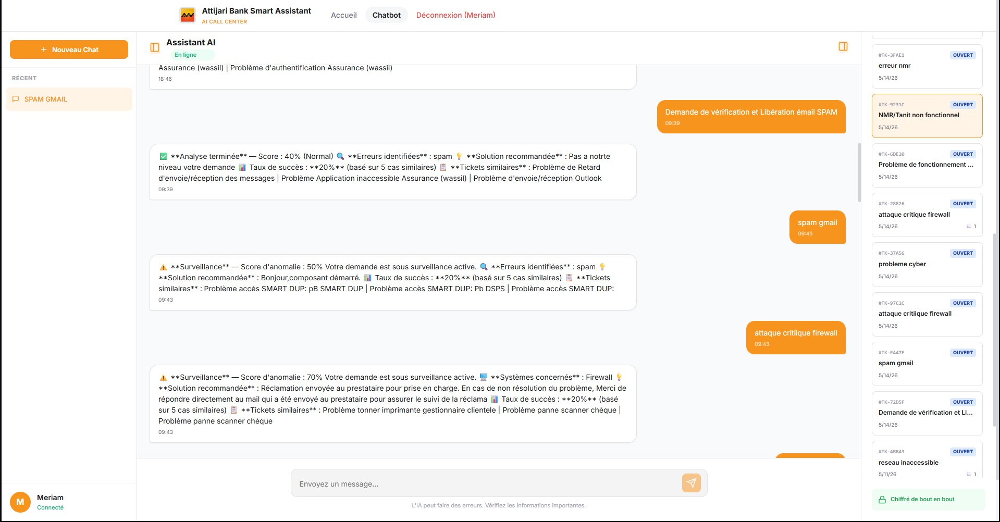 Attijari Bank Smart Assistant
AI CALL CENTER
Accueil
Chatbot
Déconnexion (Meriam)
+ Nouveau Chat
RÉCENT
SPAM GMAIL
M
Meriam
Connecté
Assistant AI
En ligne
Assurance (wassil) | Problème d'authentification Assurance (wassil)
18:46
Demande de vérification et Libération émail SPAM
09:39
✅ **Analyse terminée** — Score : 40% (Normal) 🔍 **Erreurs identifiées** : spam 💡 **Solution recommandée** : Pas a notrte
niveau votre demande 📊 Taux de succès : **20%** (basé sur 5 cas similaires) 📋 **Tickets similaires** : Problème de Retard
d'envoie/réception des messages | Problème Application inaccessible Assurance (wassil) | Problème d'envoie/réception Outlook
09:39
spam gmail
09:43
⚠️ **Surveillance** — Score d'anomalie : 50% Votre demande est sous surveillance active. 🔍 **Erreurs identifiées** : spam 💡
**Solution recommandée** : Bonjour,composant démarré. 📊 Taux de succès : **20%** (basé sur 5 cas similaires) 📋 **Tickets
similaires** : Problème accès SMART DUP: pB SMART DUP | Problème accès SMART DUP: Pb DSPS | Problème accès SMART DUP:
09:43
attaque critiique firewall
09:43
⚠️ **Surveillance** — Score d'anomalie : 70% Votre demande est sous surveillance active. 🖥️ **Systèmes concernés** : Firewall 💡
**Solution recommandée** : Réclamation envoyée au prestataire pour prise en charge. En cas de non résolution du problème, Merci de
répondre directement au mail qui a été envoyé au prestataire pour assurer le suivi de la réclama 📊 Taux de succès : **20%** (basé
sur 5 cas similaires) 📋 **Tickets similaires** : Problème tonner imprimante gestionnaire clientele | Problème panne scanner chèque |
Problème panne scanner chèque
09:43
Envoyez un message...
L'IA peut faire des erreurs. Vérifiez les informations importantes.
#TK-3FAE1 OUVERT
erreur nmr
5/14/26
#TK-9231C OUVERT
NMR/Tanit non fonctionnel
5/14/26
#TK-6DE20 OUVERT
Problème de fonctionnement ...
5/14/26
#TK-28826 OUVERT
attaque critique firewall
5/14/26 💬 1
#TK-37A56 OUVERT
probleme cyber
5/14/26
#TK-97C1C OUVERT
attaque critiique firewall
5/14/26
#TK-FA47F OUVERT
spam gmail
5/14/26
#TK-72D5F OUVERT
Demande de vérification et Li...
5/14/26
#TK-ABB43 OUVERT
reseau inaccessible
5/11/26 💬 1
Chiffré de bout en bout